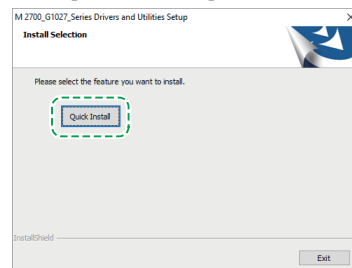 M 2700_G1027_Series Drivers and Utilities Setup
Install Selection
Please select the feature you want to install.
Quick Install
InstallShield
Exit